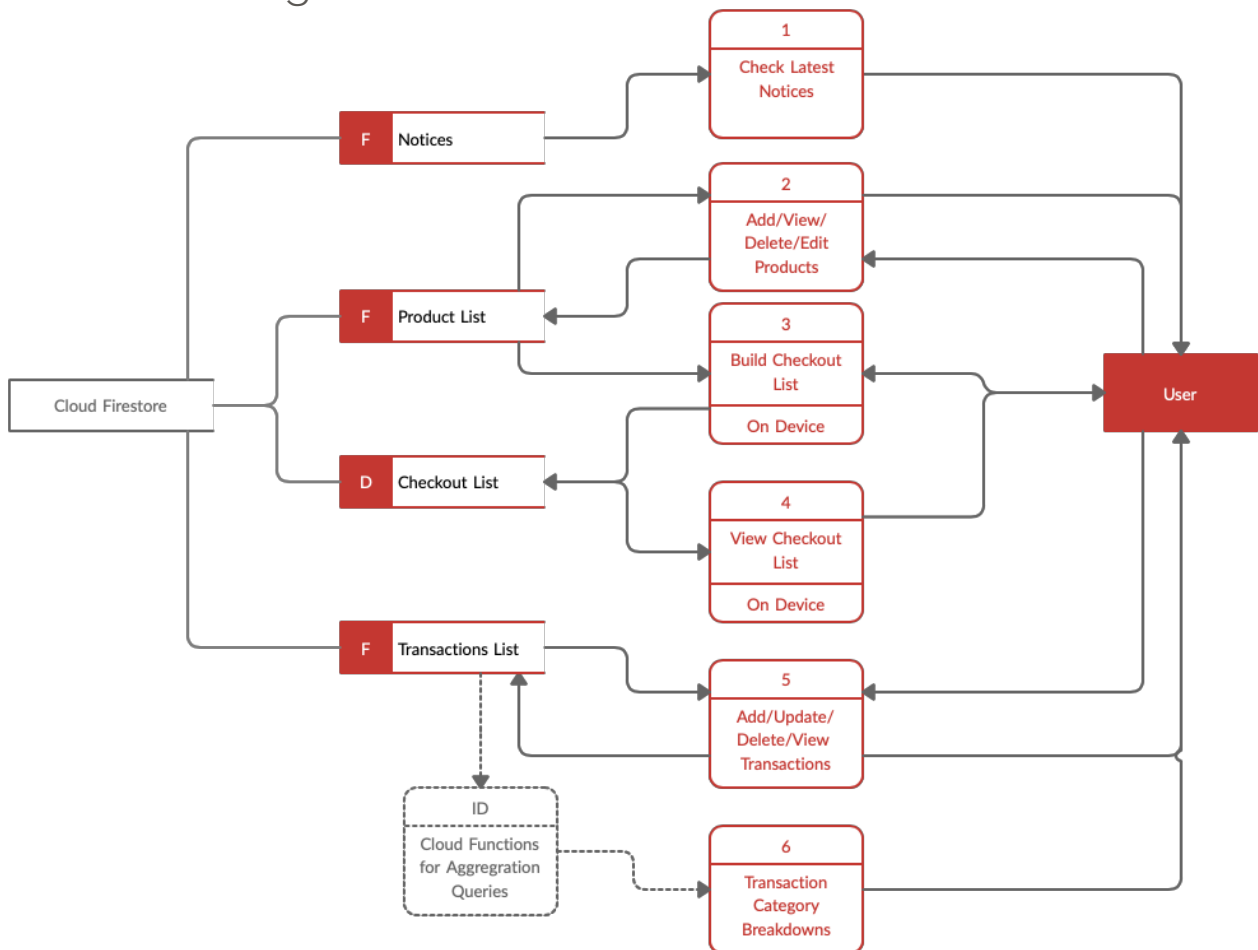 1
Check Latest
Notices
F
Notices
2
Add/View/
Delete/Edit
Products
F
Product List
3
Build Checkout
List
On Device
Cloud Firestore
User
D
Checkout List
4
View Checkout
List
On Device
F
Transactions List
5
Add/Update/
Delete/View
Transactions
ID
Cloud Functions
for Aggregration
Queries
6
Transaction
Category
Breakdowns